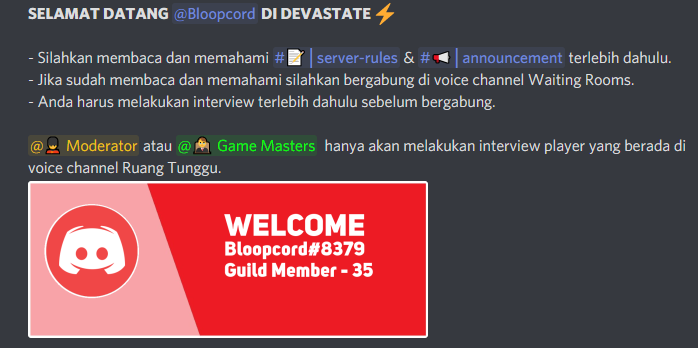 SELAMAT DATANG @Bloopcord DI DEVASTATE ⚡
- Silahkan membaca dan memahami #📝│server-rules & #📢│announcement terlebih dahulu.
- Jika sudah membaca dan memahami silahkan bergabung di voice channel Waiting Rooms.
- Anda harus melakukan interview terlebih dahulu sebelum bergabung.
@👮 Moderator atau @🕵 Game Masters hanya akan melakukan interview player yang berada di
voice channel Ruang Tunggu.
WELCOME
Bloopcord#8379
Guild Member - 35